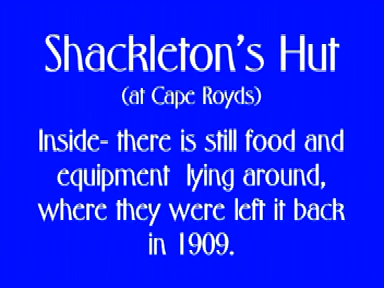 Shackleton's Hut
(at Cape Royds)
Inside- there is still food and
equipment lying around,
where they were left it back
in 1909.